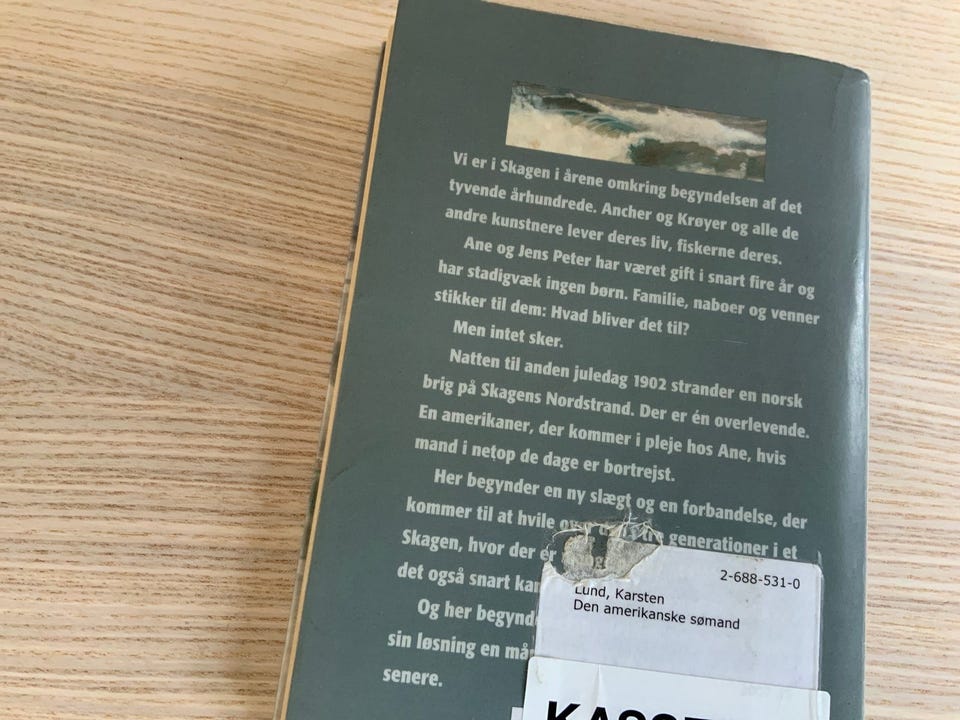 Vi er i Skagen i årene omkring begyndelsen af det
tyvende århundrede. Ancher og Krøyer og alle de
andre kunstnere lever deres liv, fiskerne deres.
Ane og Jens Peter har været gift i snart fire år og
har stadigvæk ingen børn. Familie, naboer og venner
stikker til dem: Hvad bliver det til?
Men intet sker.
Natten til anden juledag 1902 strander en norsk
brig på Skagens Nordstrand. Der er én overlevende.
En amerikaner, der kommer i pleje hos Ane, hvis
mand i netop de dage er bortrejst.
Her begynder en ny slægt og en forbandelse, der
kommer til at hvile generationer i et
Skagen, hvor der er
det også snart
Og her
sin løsning en
senere.
2-688-531-0
Lund, Karsten
Den amerikanske sømand